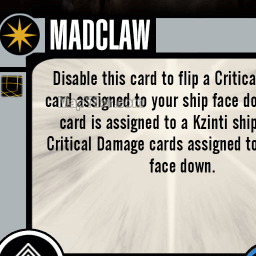 MADCLAW
Disable this card to flip a Critica
card assigned to your ship face do
card is assigned to a Kzinti ship
Critical Damage cards assigned to
face down.